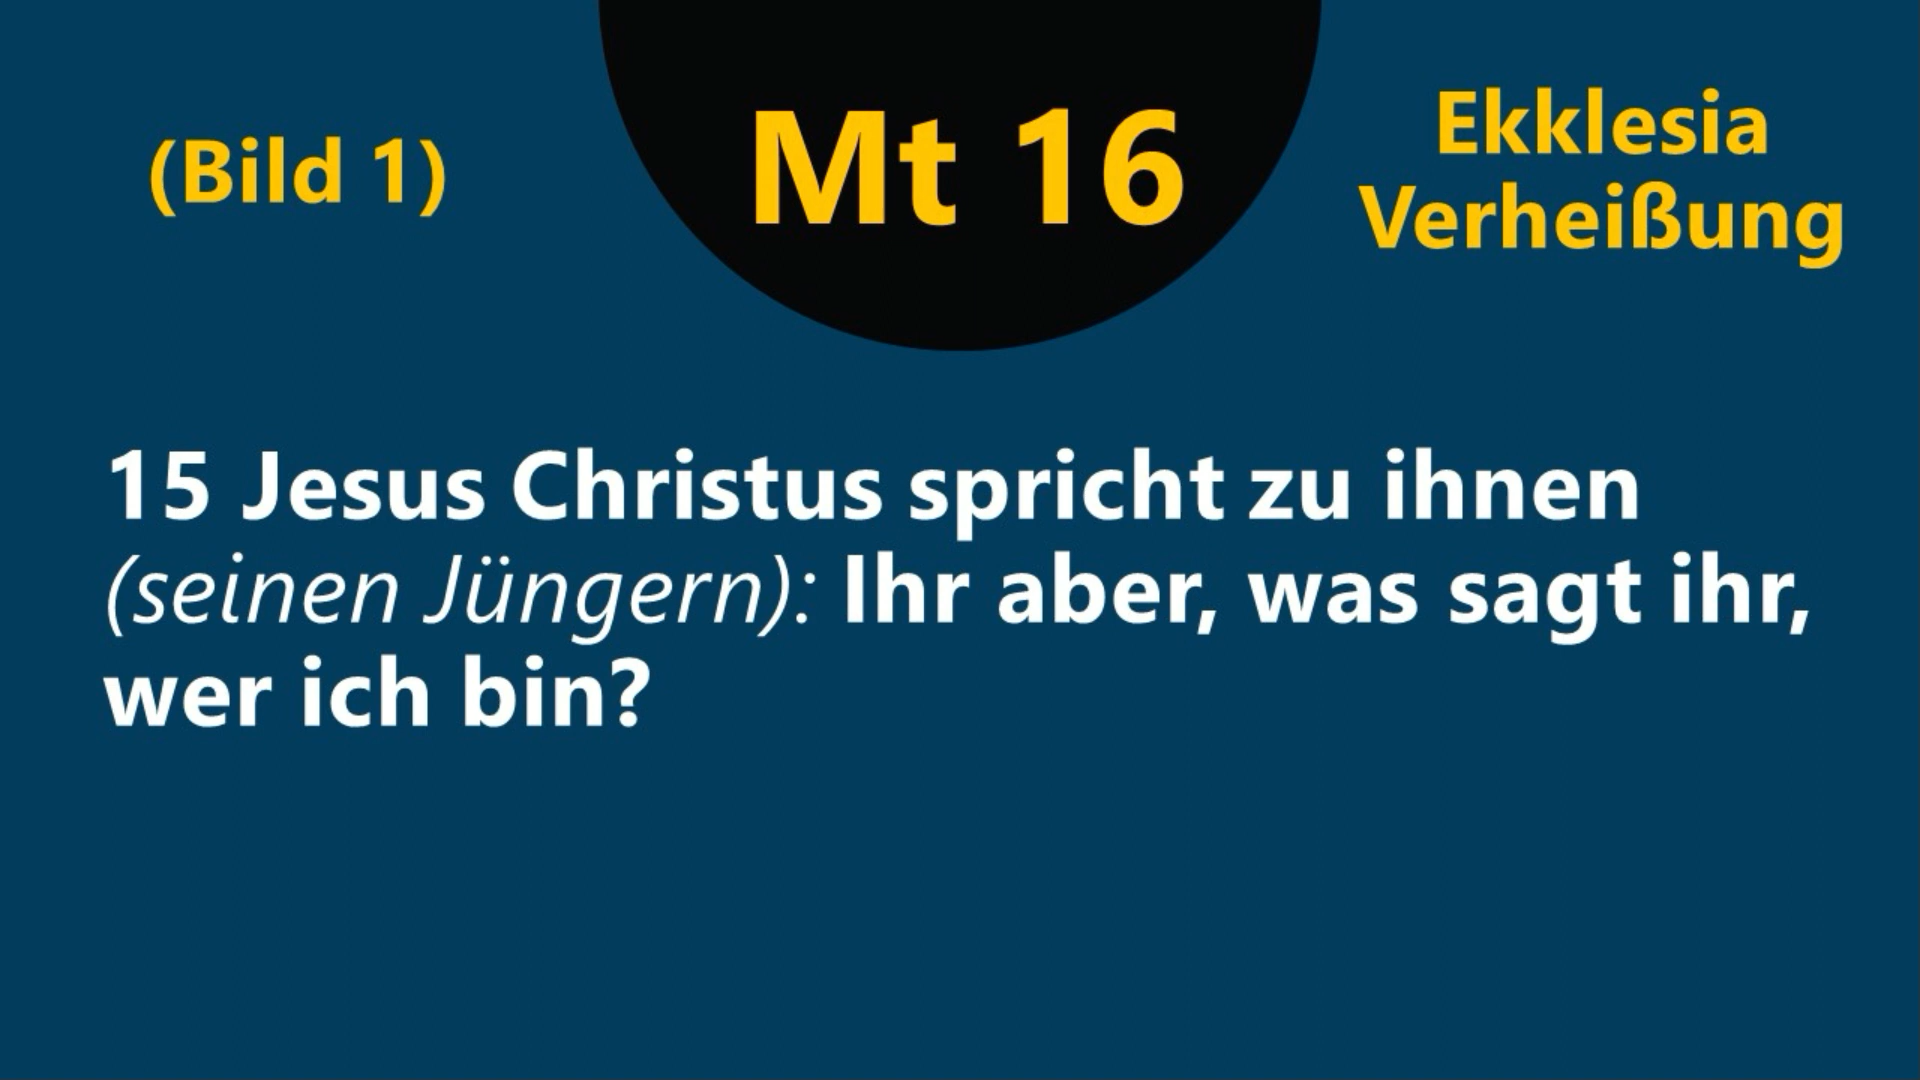 (Bild 1)
Mt 16
Ekklesia
Verheißung
15 Jesus Christus spricht zu ihnen
(seinen Jüngern): Ihr aber, was sagt ihr,
wer ich bin?